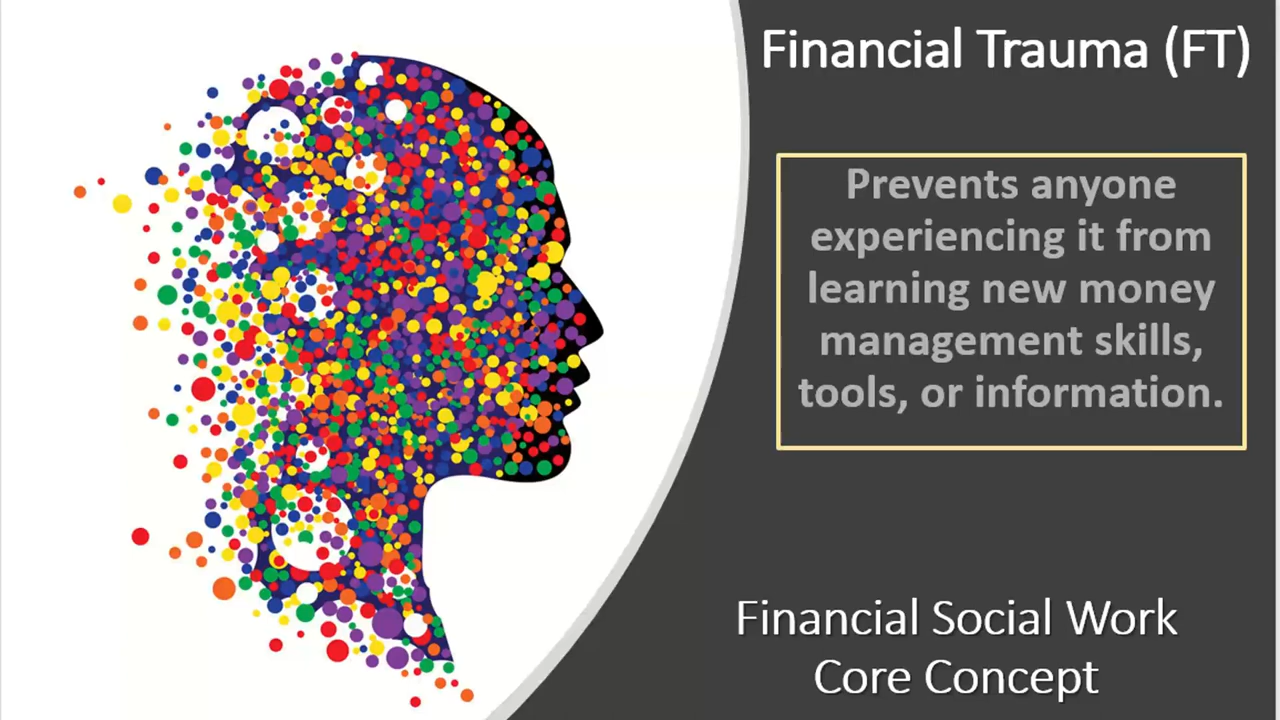 Financial Trauma (FT)
Prevents anyone
experiencing it from
learning new money
management skills,
tools, or information.
Financial Social Work
Core Concept